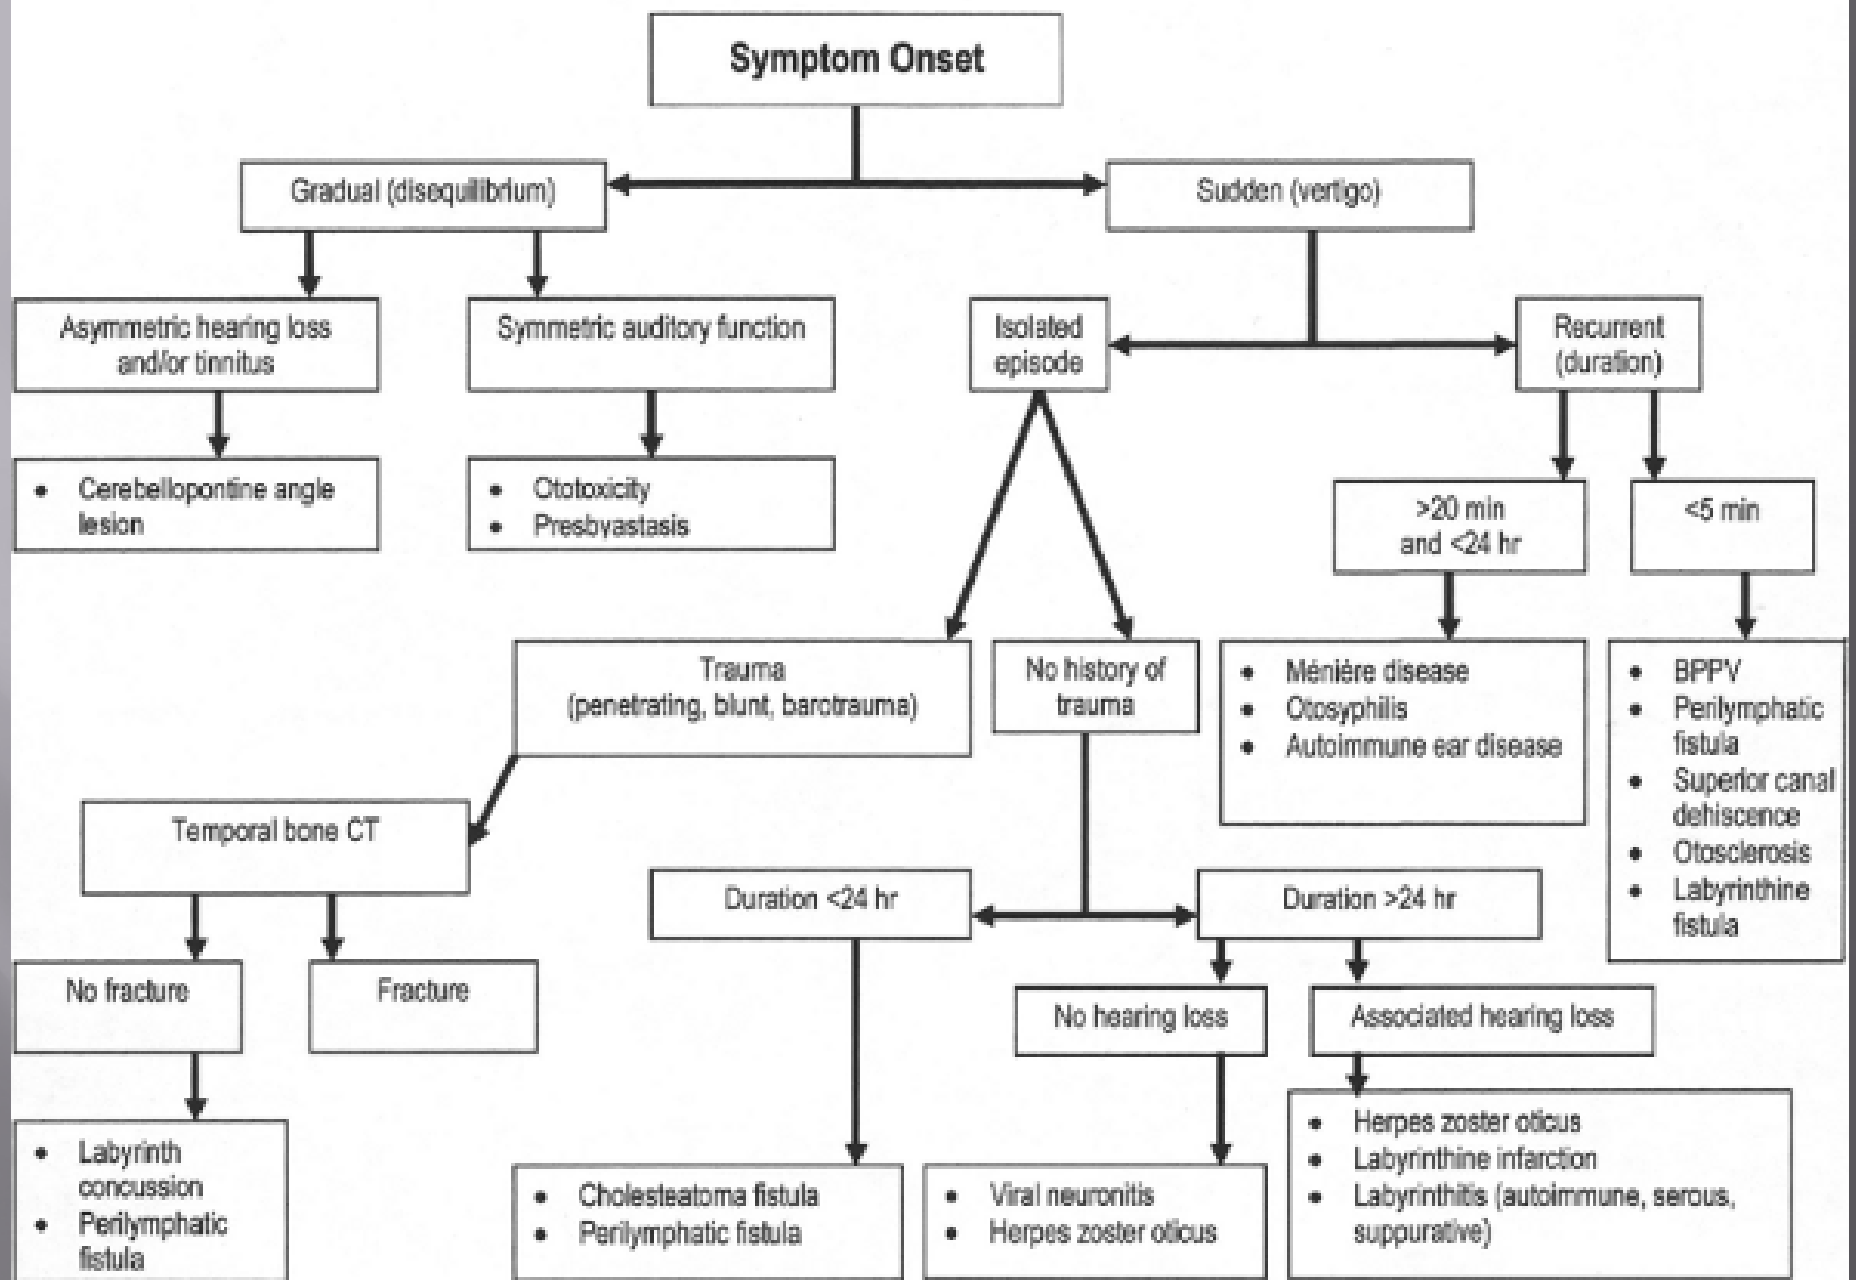 Symptom Onset
Gradual (disequilibrium)
Sudden (vertigo)
Asymmetric hearing loss
and/or tinnitus
Symmetric auditory function
Isolated
episode
Recurrent
(duration)
• Cerebellopontine angle
lesion
• Ototoxicity
• Presbyastasis
>20 min
and <24 hr
<5 min
Trauma
(penetrating, blunt, barotrauma)
No history of
trauma
• Ménière disease
• Otosyphilis
• Autoimmune ear disease
• BPPV
• Perilymphatic
fistula
• Superior canal
dehiscence
• Otosclerosis
• Labyrinthine
fistula
Temporal bone CT
Duration <24 hr
Duration >24 hr
No fracture
Fracture
No hearing loss
Associated hearing loss
• Labyrinth
concussion
• Perilymphatic
fistula
• Cholesteatoma fistula
• Perilymphatic fistula
• Viral neuronitis
• Herpes zoster oticus
• Herpes zoster oticus
• Labyrinthine infarction
• Labyrinthitis (autoimmune, serous,
suppurative)